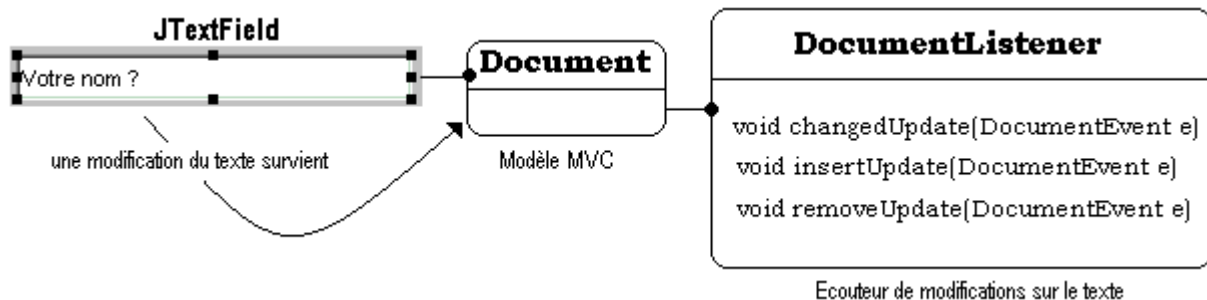 JTextField
Votre nom ?
une modification du texte survient
Document
Modèle MVC
DocumentListener
void changedUpdate(DocumentEvent e)
void insertUpdate(DocumentEvent e)
void removeUpdate(DocumentEvent e)
Ecouteur de modifications sur le texte